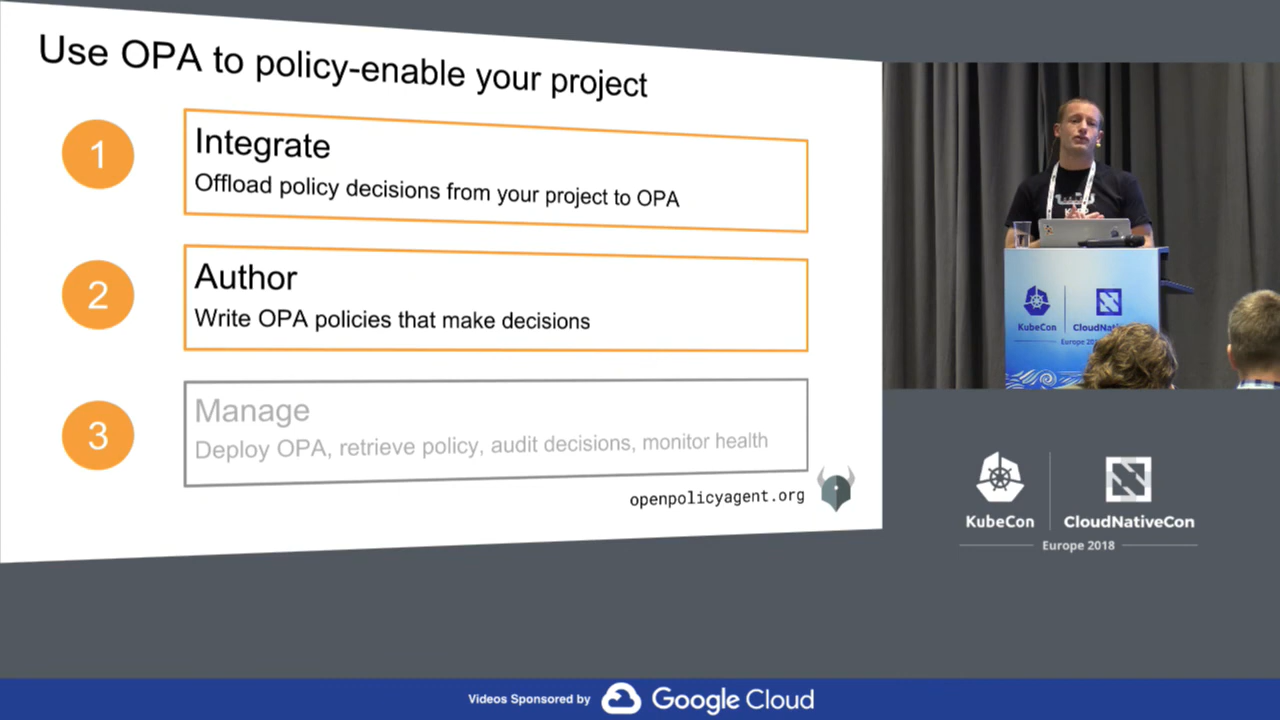 Use OPA to policy-enable your project
1
Integrate
Offload policy decisions from your project to OPA
2
Author
Write OPA policies that make decisions
3
Manage
Deploy OPA, retrieve policy, audit decisions, monitor health
openpolicyagent.org
KubeCon
Europe
KubeCon
CloudNativeCon
Europe 2018
Videos Sponsored by
Google Cloud